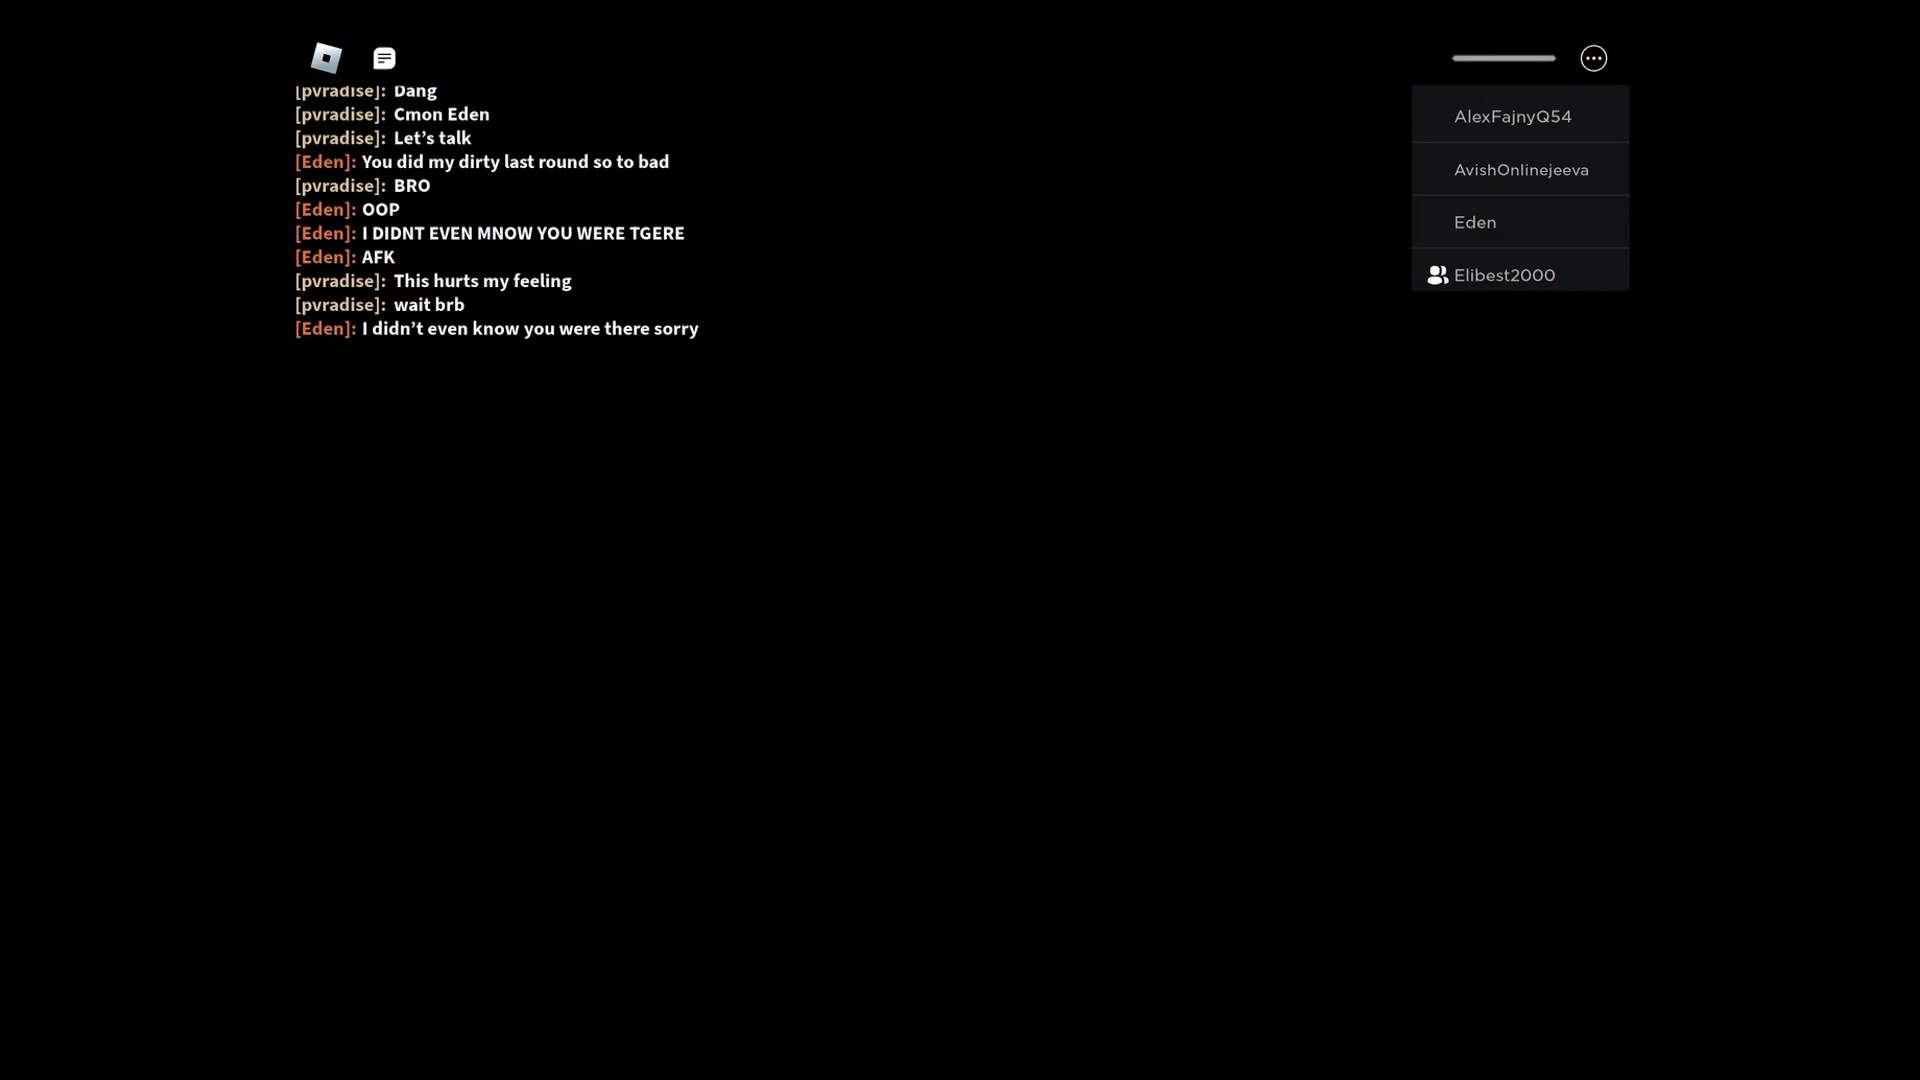 [pvradise]: Dang
[pvradise]: Cmon Eden
[pvradise]: Let’s talk
[Eden]: You did my dirty last round so to bad
[pvradise]: BRO
[Eden]: OOP
[Eden]: I DIDNT EVEN MNOW YOU WERE TGERE
[Eden]: AFK
[pvradise]: This hurts my feeling
[pvradise]: wait brb
[Eden]: I didn’t even know you were there sorry
AlexFajnyQ54
AvishOnlinejeeva
Eden
Elibest2000